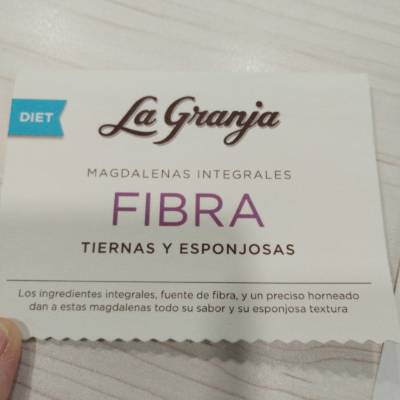 DIET
La Granja
MAGDALENAS INTEGRALES
FIBRA
TIERNAS Y ESPONJOSAS
Los ingredientes integrales, fuente de fibra, y un preciso horneado
dan a estas magdalenas todo su sabor y su esponjosa textura